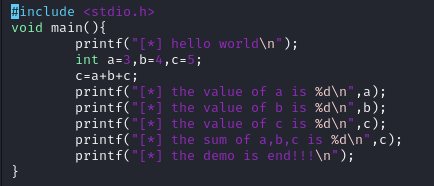 #include <stdio.h>
void main(){
        printf("[*] hello world\n");
        int a=3,b=4,c=5;
        c=a+b+c;
        printf("[*] the value of a is %d\n",a);
        printf("[*] the value of b is %d\n",b);
        printf("[*] the value of c is %d\n",c);
        printf("[*] the sum of a,b,c is %d\n",c);
        printf("[*] the demo is end!!!\n");
}